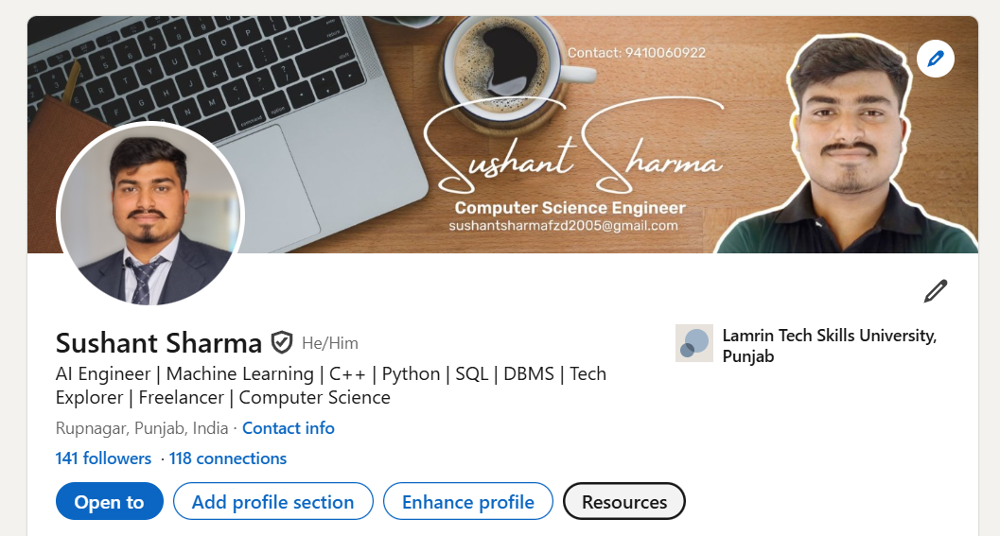 Contact: 9410060922
Sushant Sharma
Computer Science Engineer
sushantsharmafzd2005@gmail.com
Sushant Sharma He/Him
AI Engineer | Machine Learning | C++ | Python | SQL | DBMS | Tech
Explorer | Freelancer | Computer Science
Rupnagar, Punjab, India · Contact info
141 followers · 118 connections
Open to
Add profile section
Enhance profile
Resources
Lamrin Tech Skills University,
Punjab